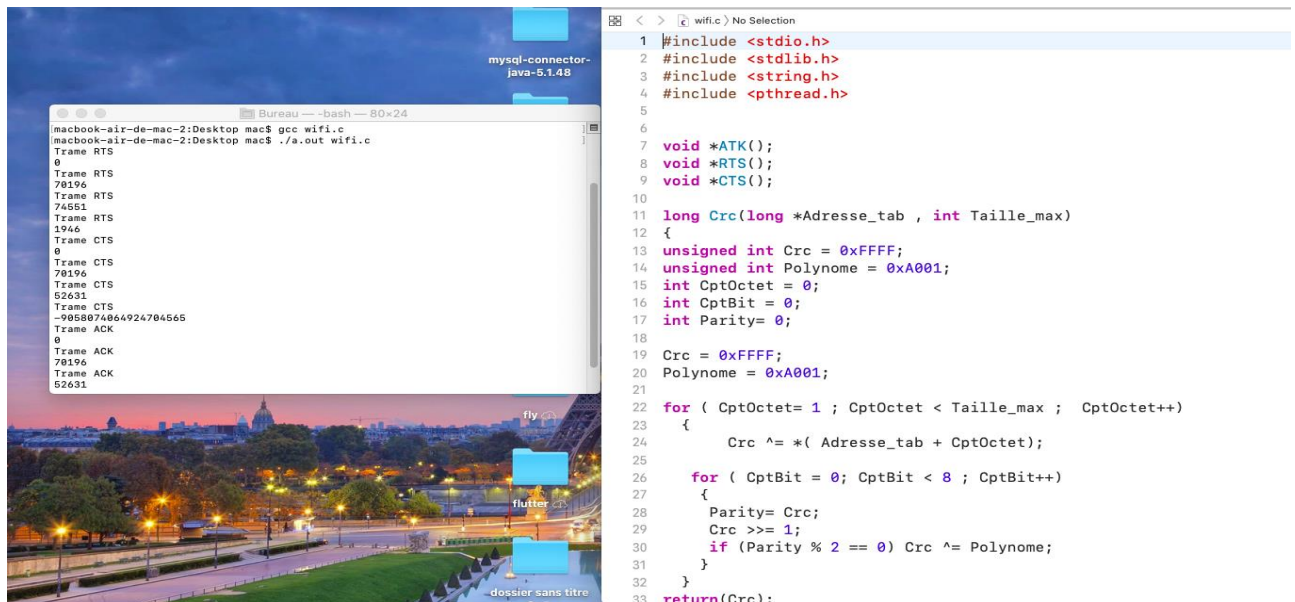 mysql-connector-
java-5.1.48
Bureau — -bash — 80×24
[macbook-air-de-mac-2:Desktop mac$ gcc wifi.c ]
[macbook-air-de-mac-2:Desktop mac$ ./a.out wifi.c ]
Trame RTS
0
Trame RTS
70196
Trame RTS
74551
Trame RTS
1946
Trame CTS
0
Trame CTS
70196
Trame CTS
52631
Trame CTS
-9058074064924704565
Trame ACK
0
Trame ACK
70196
Trame ACK
52631
fly
flutter
dossier sans titre
wifi.c 〉 No Selection
1 #include <stdio.h>
2 #include <stdlib.h>
3 #include <string.h>
4 #include <pthread.h>
5
6
7 void *ATK();
8 void *RTS();
9 void *CTS();
10
11 long Crc(long *Adresse_tab , int Taille_max)
12 {
13 unsigned int Crc = 0xFFFF;
14 unsigned int Polynome = 0xA001;
15 int CptOctet = 0;
16 int CptBit = 0;
17 int Parity= 0;
18
19 Crc = 0xFFFF;
20 Polynome = 0xA001;
21
22 for ( CptOctet= 1 ; CptOctet < Taille_max ;  CptOctet++)
23 {
24 Crc ^= *( Adresse_tab + CptOctet);
25
26 for ( CptBit = 0; CptBit < 8 ; CptBit++)
27 {
28 Parity= Crc;
29 Crc >>= 1;
30 if (Parity % 2 == 0) Crc ^= Polynome;
31 }
32 }
33 return(Crc);